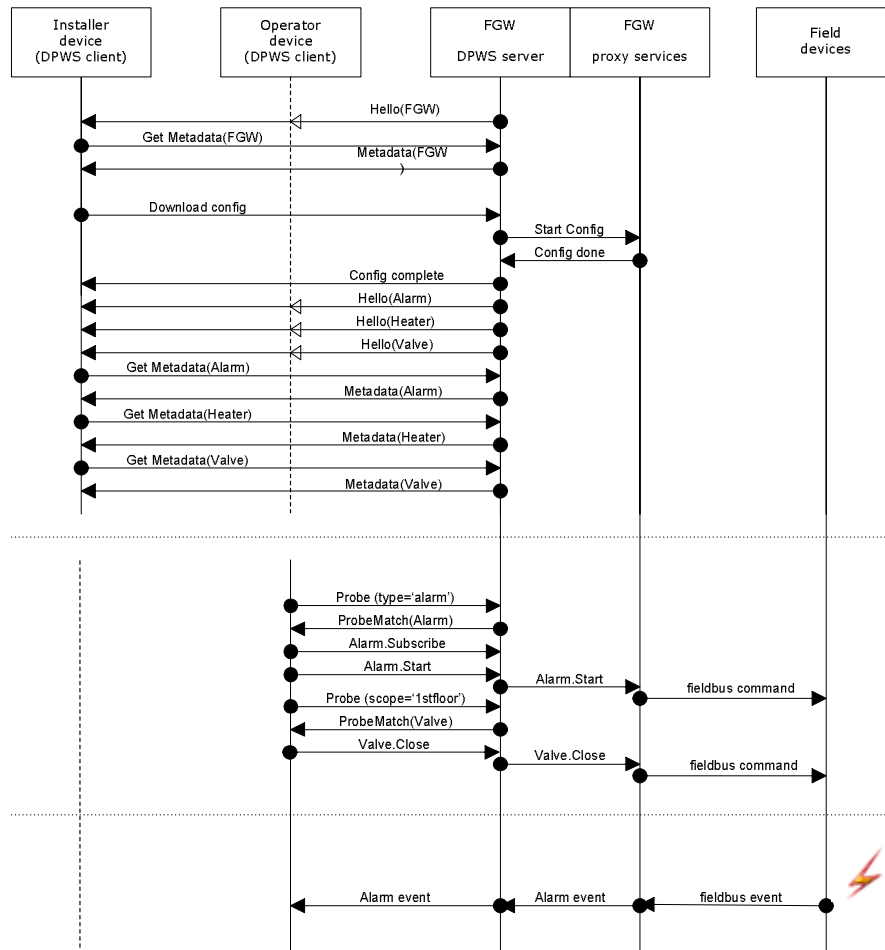 Installer
device
(DPWS client)
Operator
device
(DPWS client)
FGW
DPWS server
FGW
proxy services
Field
devices
Hello(FGW)
Get Metadata(FGW)
Metadata(FGW
)
Download config
Start Config
Config done
Config complete
Hello(Alarm)
Hello(Heater)
Hello(Valve)
Get Metadata(Alarm)
Metadata(Alarm)
Get Metadata(Heater)
Metadata(Heater)
Get Metadata(Valve)
Metadata(Valve)
Probe (type=‘alarm’)
ProbeMatch(Alarm)
Alarm.Subscribe
Alarm.Start
Alarm.Start
fieldbus command
Probe (scope=‘1stfloor’)
ProbeMatch(Valve)
Valve.Close
Valve.Close
fieldbus command
Alarm event
Alarm event
fieldbus event